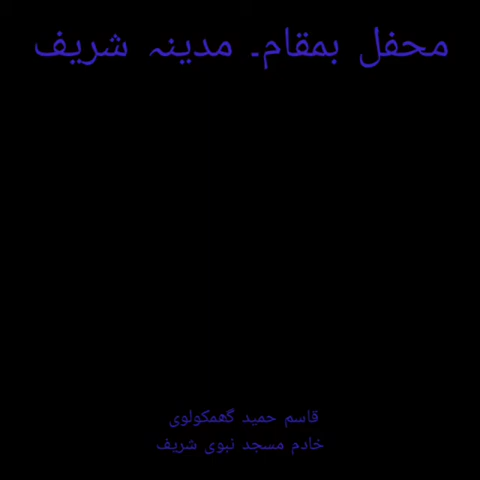 محفل بمقام۔ مدینہ شریف
قاسم حمید گھمکولوی
خادم مسجد نبوی شریف